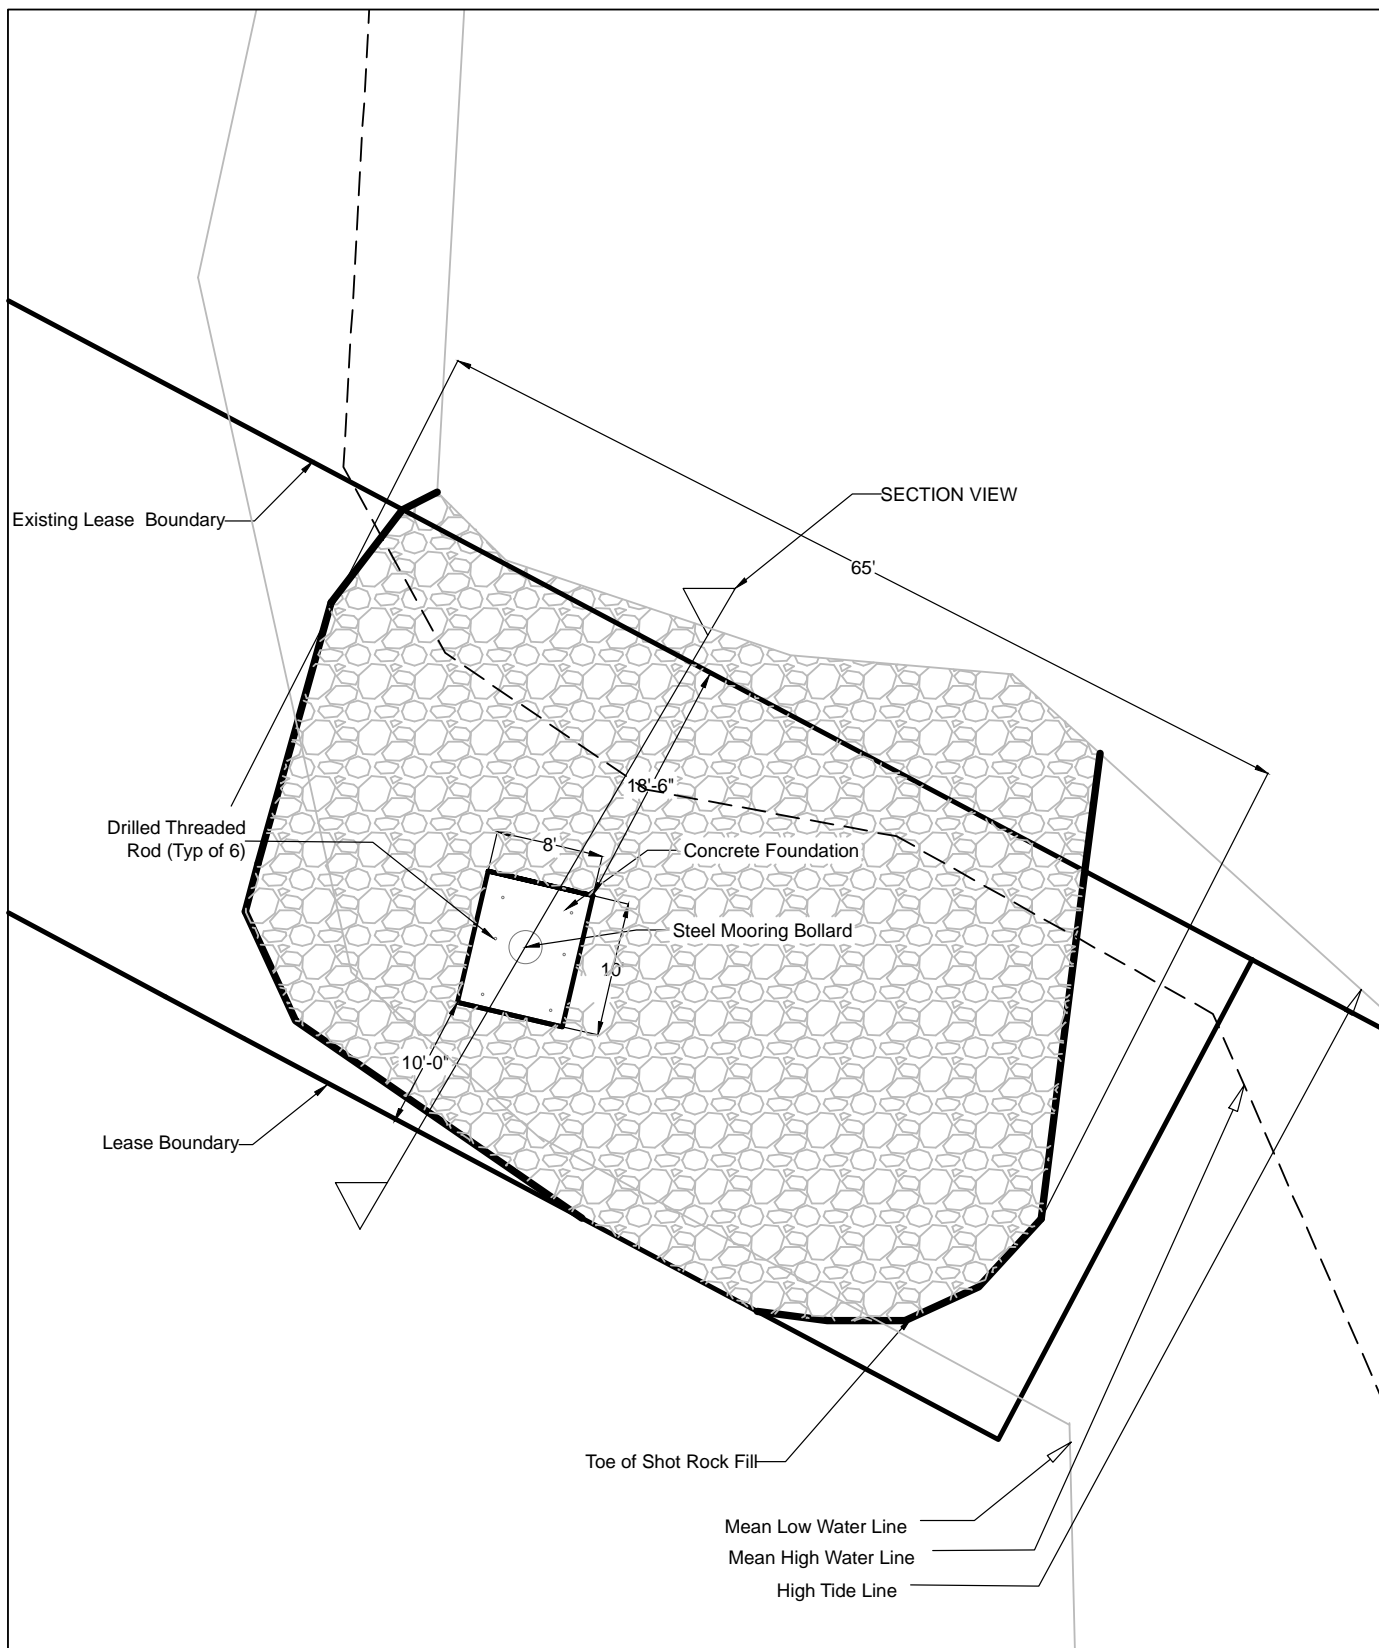 SECTION VIEW
Existing Lease Boundary
65'
18'-6"
Drilled Threaded
Rod (Typ of 6)
8'
Concrete Foundation
Steel Mooring Bollard
10
10'-0"
Lease Boundary
Toe of Shot Rock Fill
Mean Low Water Line
Mean High Water Line
High Tide Line